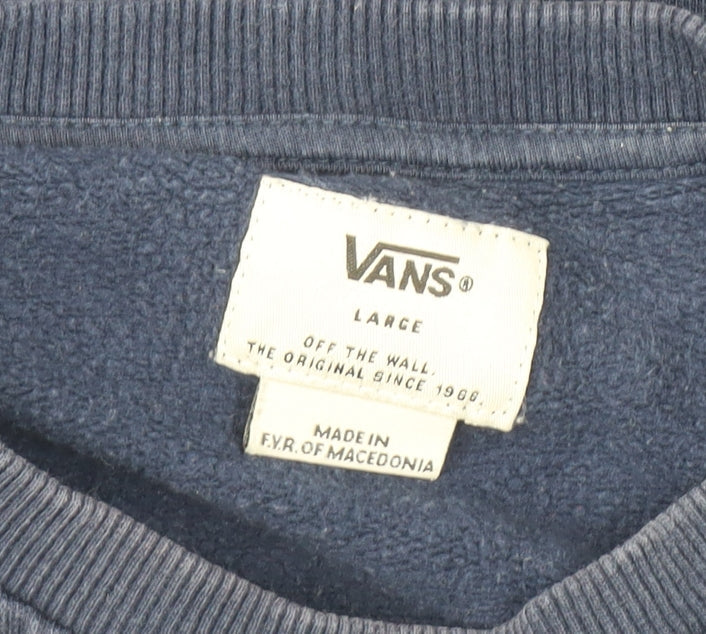 VANS®
LARGE
OFF THE WALL.
THE ORIGINAL SINCE 1966.
MADE IN
F.Y.R. OF MACEDONIA